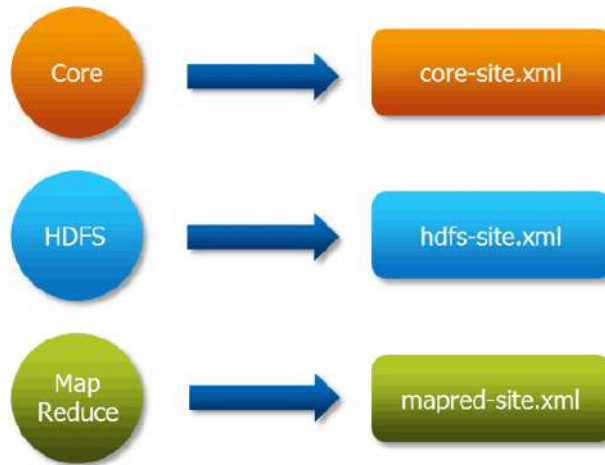 Core
core-site.xml
HDFS
hdfs-site.xml
Map
Reduce
mapred-site.xml